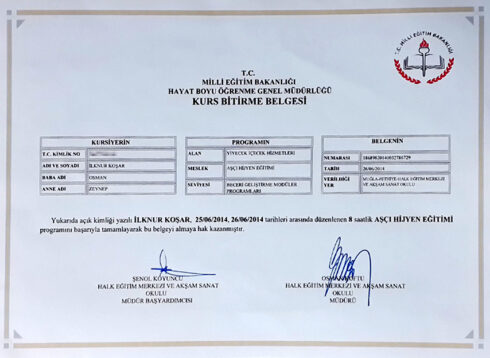 T.C. MİLLİ EĞİTİM BAKANLIĞI
T.C.
MİLLİ EĞİTİM BAKANLIĞI
HAYAT BOYU ÖĞRENME GENEL MÜDÜRLÜĞÜ
KURS BİTİRME BELGESİ
KURSİYERİN
T.C. KİMLİK NO
ADI VE SOYADI İLKNUR KOŞAR
BABA ADI OSMAN
ANNE ADI ZEYNEP
PROGRAMIN
ALAN YİYECEK İÇECEK HİZMETLERİ
MESLEK AŞÇI HİJYEN EĞİTİMİ
SEVİYESİ BECERİ GELİŞTİRME MODÜLER
PROGRAMLARI
BELGENİN
NUMARASI
TARİH 26/06/2014
VERİLDİĞİ MUĞLA-FETHİYE-HALK EĞİTİM MERKEZİ
YER VE AKŞAM SANAT OKULU
Yukarıda açık kimliği yazılı İLKNUR KOŞAR, 25/06/2014, 26/06/2014 tarihleri arasında düzenlenen 8 saatlik AŞÇI HİJYEN EĞİTİMİ
programını başarıyla tamamlayarak bu belgeyi almaya hak kazanmıştır.
ŞENOL KOYUNCU
HALK EĞİTİM MERKEZİ VE AKŞAM SANAT
OKULU
MÜDÜR BAŞYARDIMCISI
HALK EĞİTİM MERKEZİ VE AKŞAM SANAT
OKULU
MÜDÜRÜ